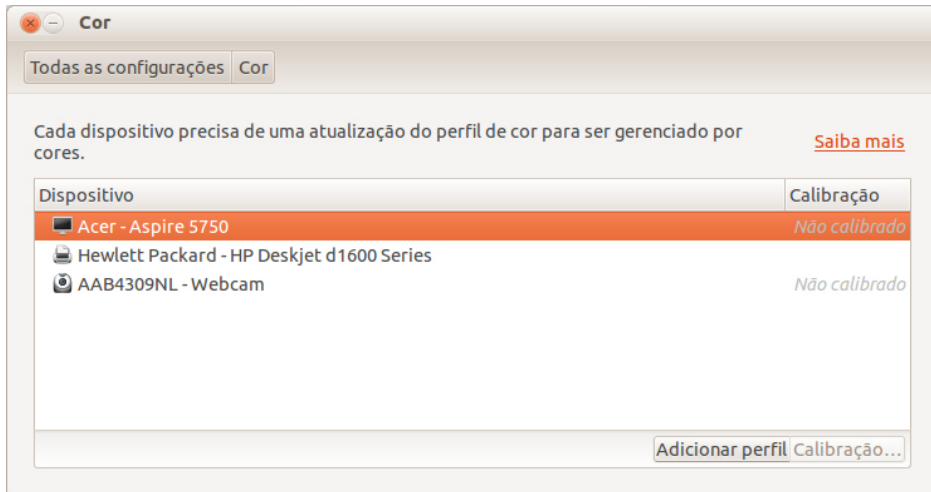 Cor
Todas as configurações Cor
Cada dispositivo precisa de uma atualização do perfil de cor para ser gerenciado por
cores.
Saiba mais
Dispositivo Calibração
Acer - Aspire 5750 Não calibrado
Hewlett Packard - HP Deskjet d1600 Series
AAB4309NL - Webcam Não calibrado
Adicionar perfil Calibração...